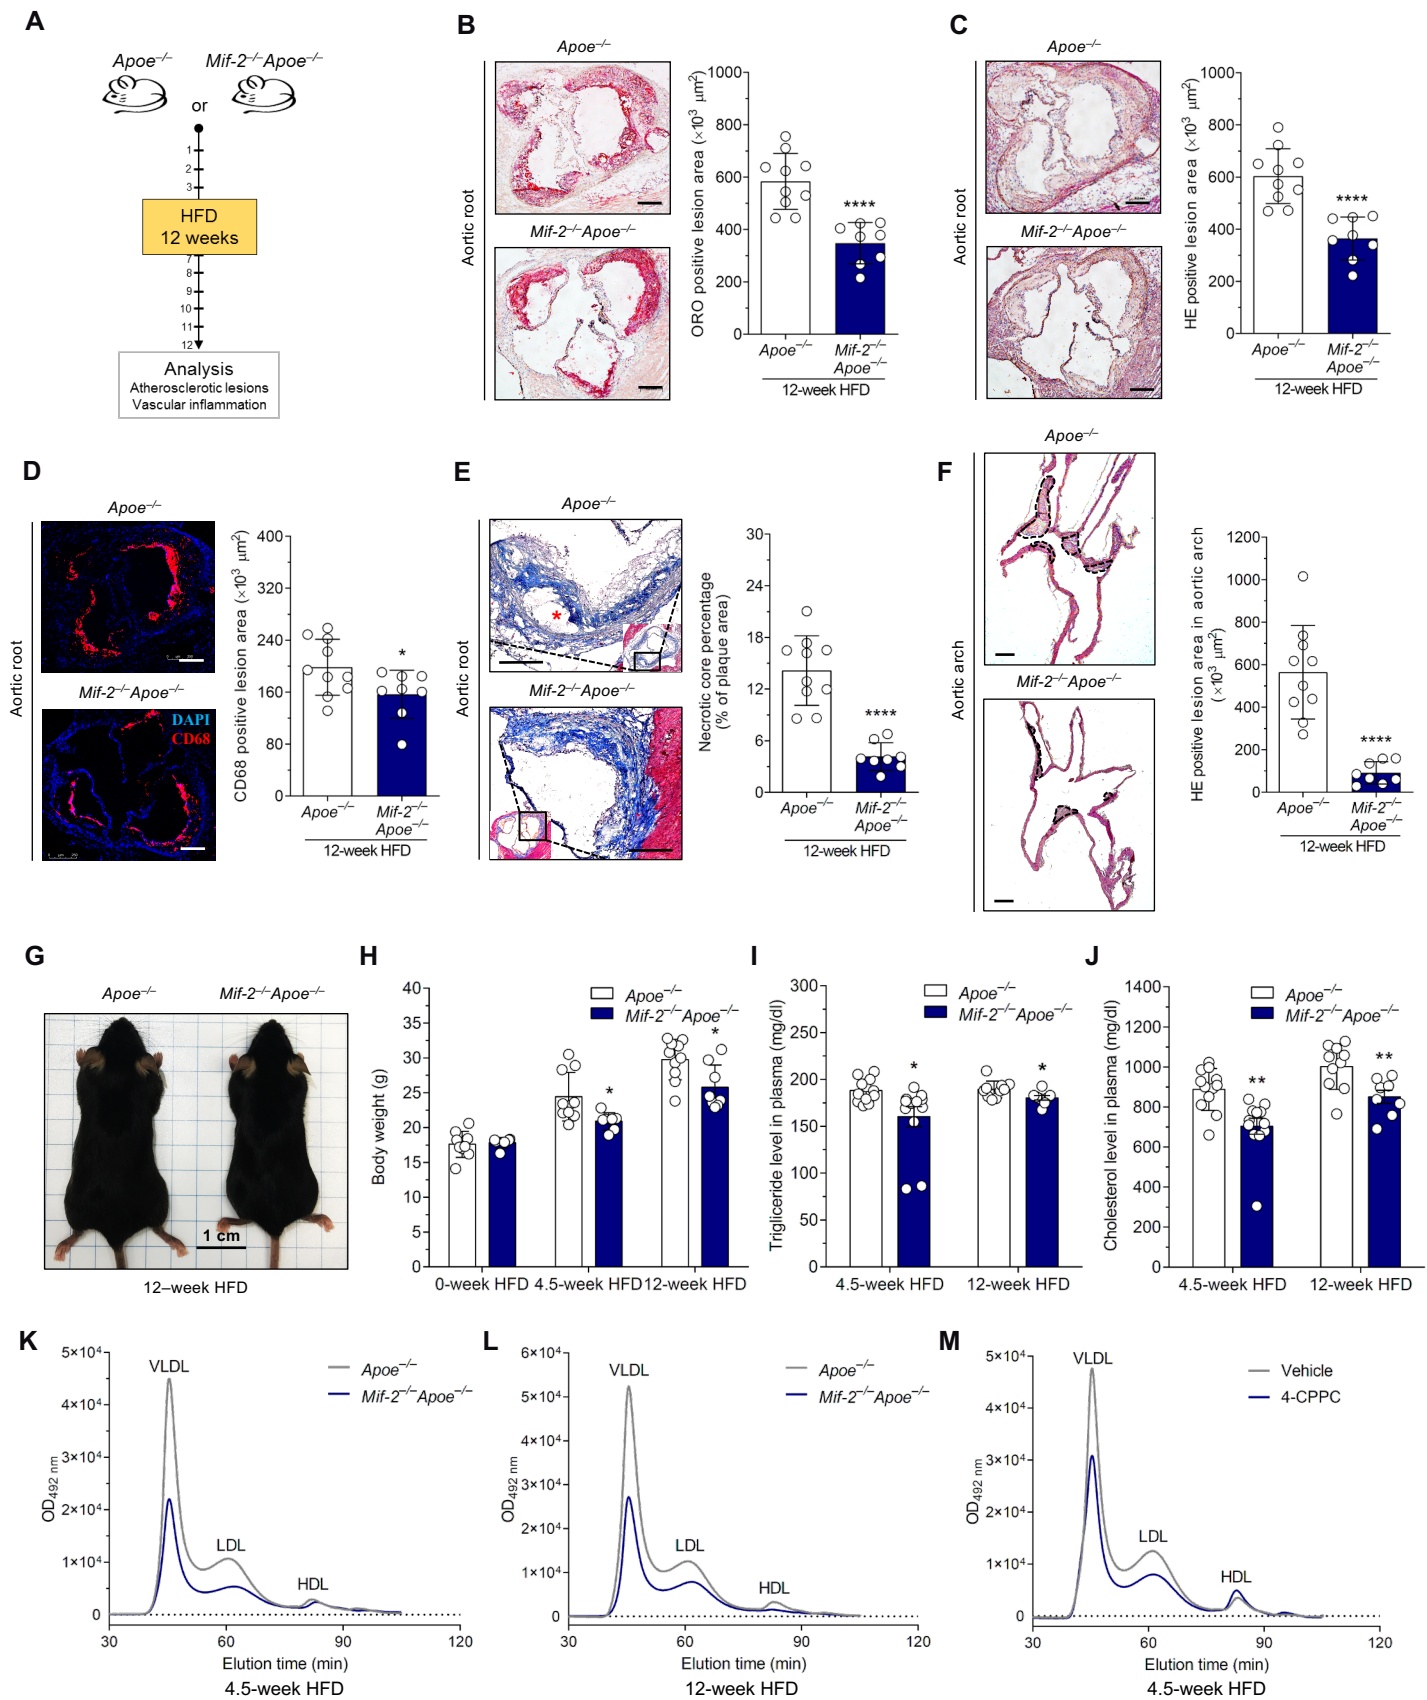 A
Apoe–/–
Mif-2–/–Apoe–/–
or
1
2
3
HFD
12 weeks
7
8
9
10
11
12
Analysis
Atherosclerotic lesions
Vascular inflammation
B
Aortic root
Apoe–/–
Mif-2–/–Apoe–/–
ORO positive lesion area (×10³ µm²)
1000
800
600
400
200
0
****
Apoe–/–
Mif-2–/–
Apoe–/–
12-week HFD
C
Aortic root
Apoe–/–
Mif-2–/–Apoe–/–
HE positive lesion area (×10³ µm²)
1000
800
600
400
200
0
****
Apoe–/–
Mif-2–/–
Apoe–/–
12-week HFD
D
Aortic root
Apoe–/–
Mif-2–/–Apoe–/–
DAPI
CD68
CD68 positive lesion area (×10³ µm²)
400
320
240
160
80
0
*
Apoe–/–
Mif-2–/–
Apoe–/–
12-week HFD
E
Aortic root
Apoe–/–
*
Mif-2–/–Apoe–/–
Necrotic core percentage
(% of plaque area)
30
24
18
12
6
0
****
Apoe–/–
Mif-2–/–
Apoe–/–
12-week HFD
F
Aortic arch
Apoe–/–
Mif-2–/–Apoe–/–
HE positive lesion area in aortic arch
(×10³ µm²)
1200
1000
800
600
400
200
0
****
Apoe–/–
Mif-2–/–
Apoe–/–
12-week HFD
G
Apoe–/–
Mif-2–/–Apoe–/–
1 cm
12–week HFD
H
Body weight (g)
40
35
30
25
20
15
10
5
0
Apoe–/–
Mif-2–/–Apoe–/–
*
*
0-week HFD
4.5-week HFD
12-week HFD
I
Trigliceride level in plasma (mg/dl)
300
250
200
150
100
50
0
Apoe–/–
Mif-2–/–Apoe–/–
*
*
4.5-week HFD
12-week HFD
J
Cholesterol level in plasma (mg/dl)
1400
1200
1000
800
600
400
200
0
Apoe–/–
Mif-2–/–Apoe–/–
**
**
4.5-week HFD
12-week HFD
K
OD492 nm
5×10⁴
4×10⁴
3×10⁴
2×10⁴
1×10⁴
0
VLDL
LDL
HDL
Apoe–/–
Mif-2–/–Apoe–/–
30
60
90
120
Elution time (min)
4.5-week HFD
L
OD492 nm
6×10⁴
5×10⁴
4×10⁴
3×10⁴
2×10⁴
1×10⁴
0
VLDL
LDL
HDL
Apoe–/–
Mif-2–/–Apoe–/–
30
60
90
120
Elution time (min)
12-week HFD
M
OD492 nm
5×10⁴
4×10⁴
3×10⁴
2×10⁴
1×10⁴
0
VLDL
LDL
HDL
Vehicle
4-CPPC
30
60
90
120
Elution time (min)
4.5-week HFD